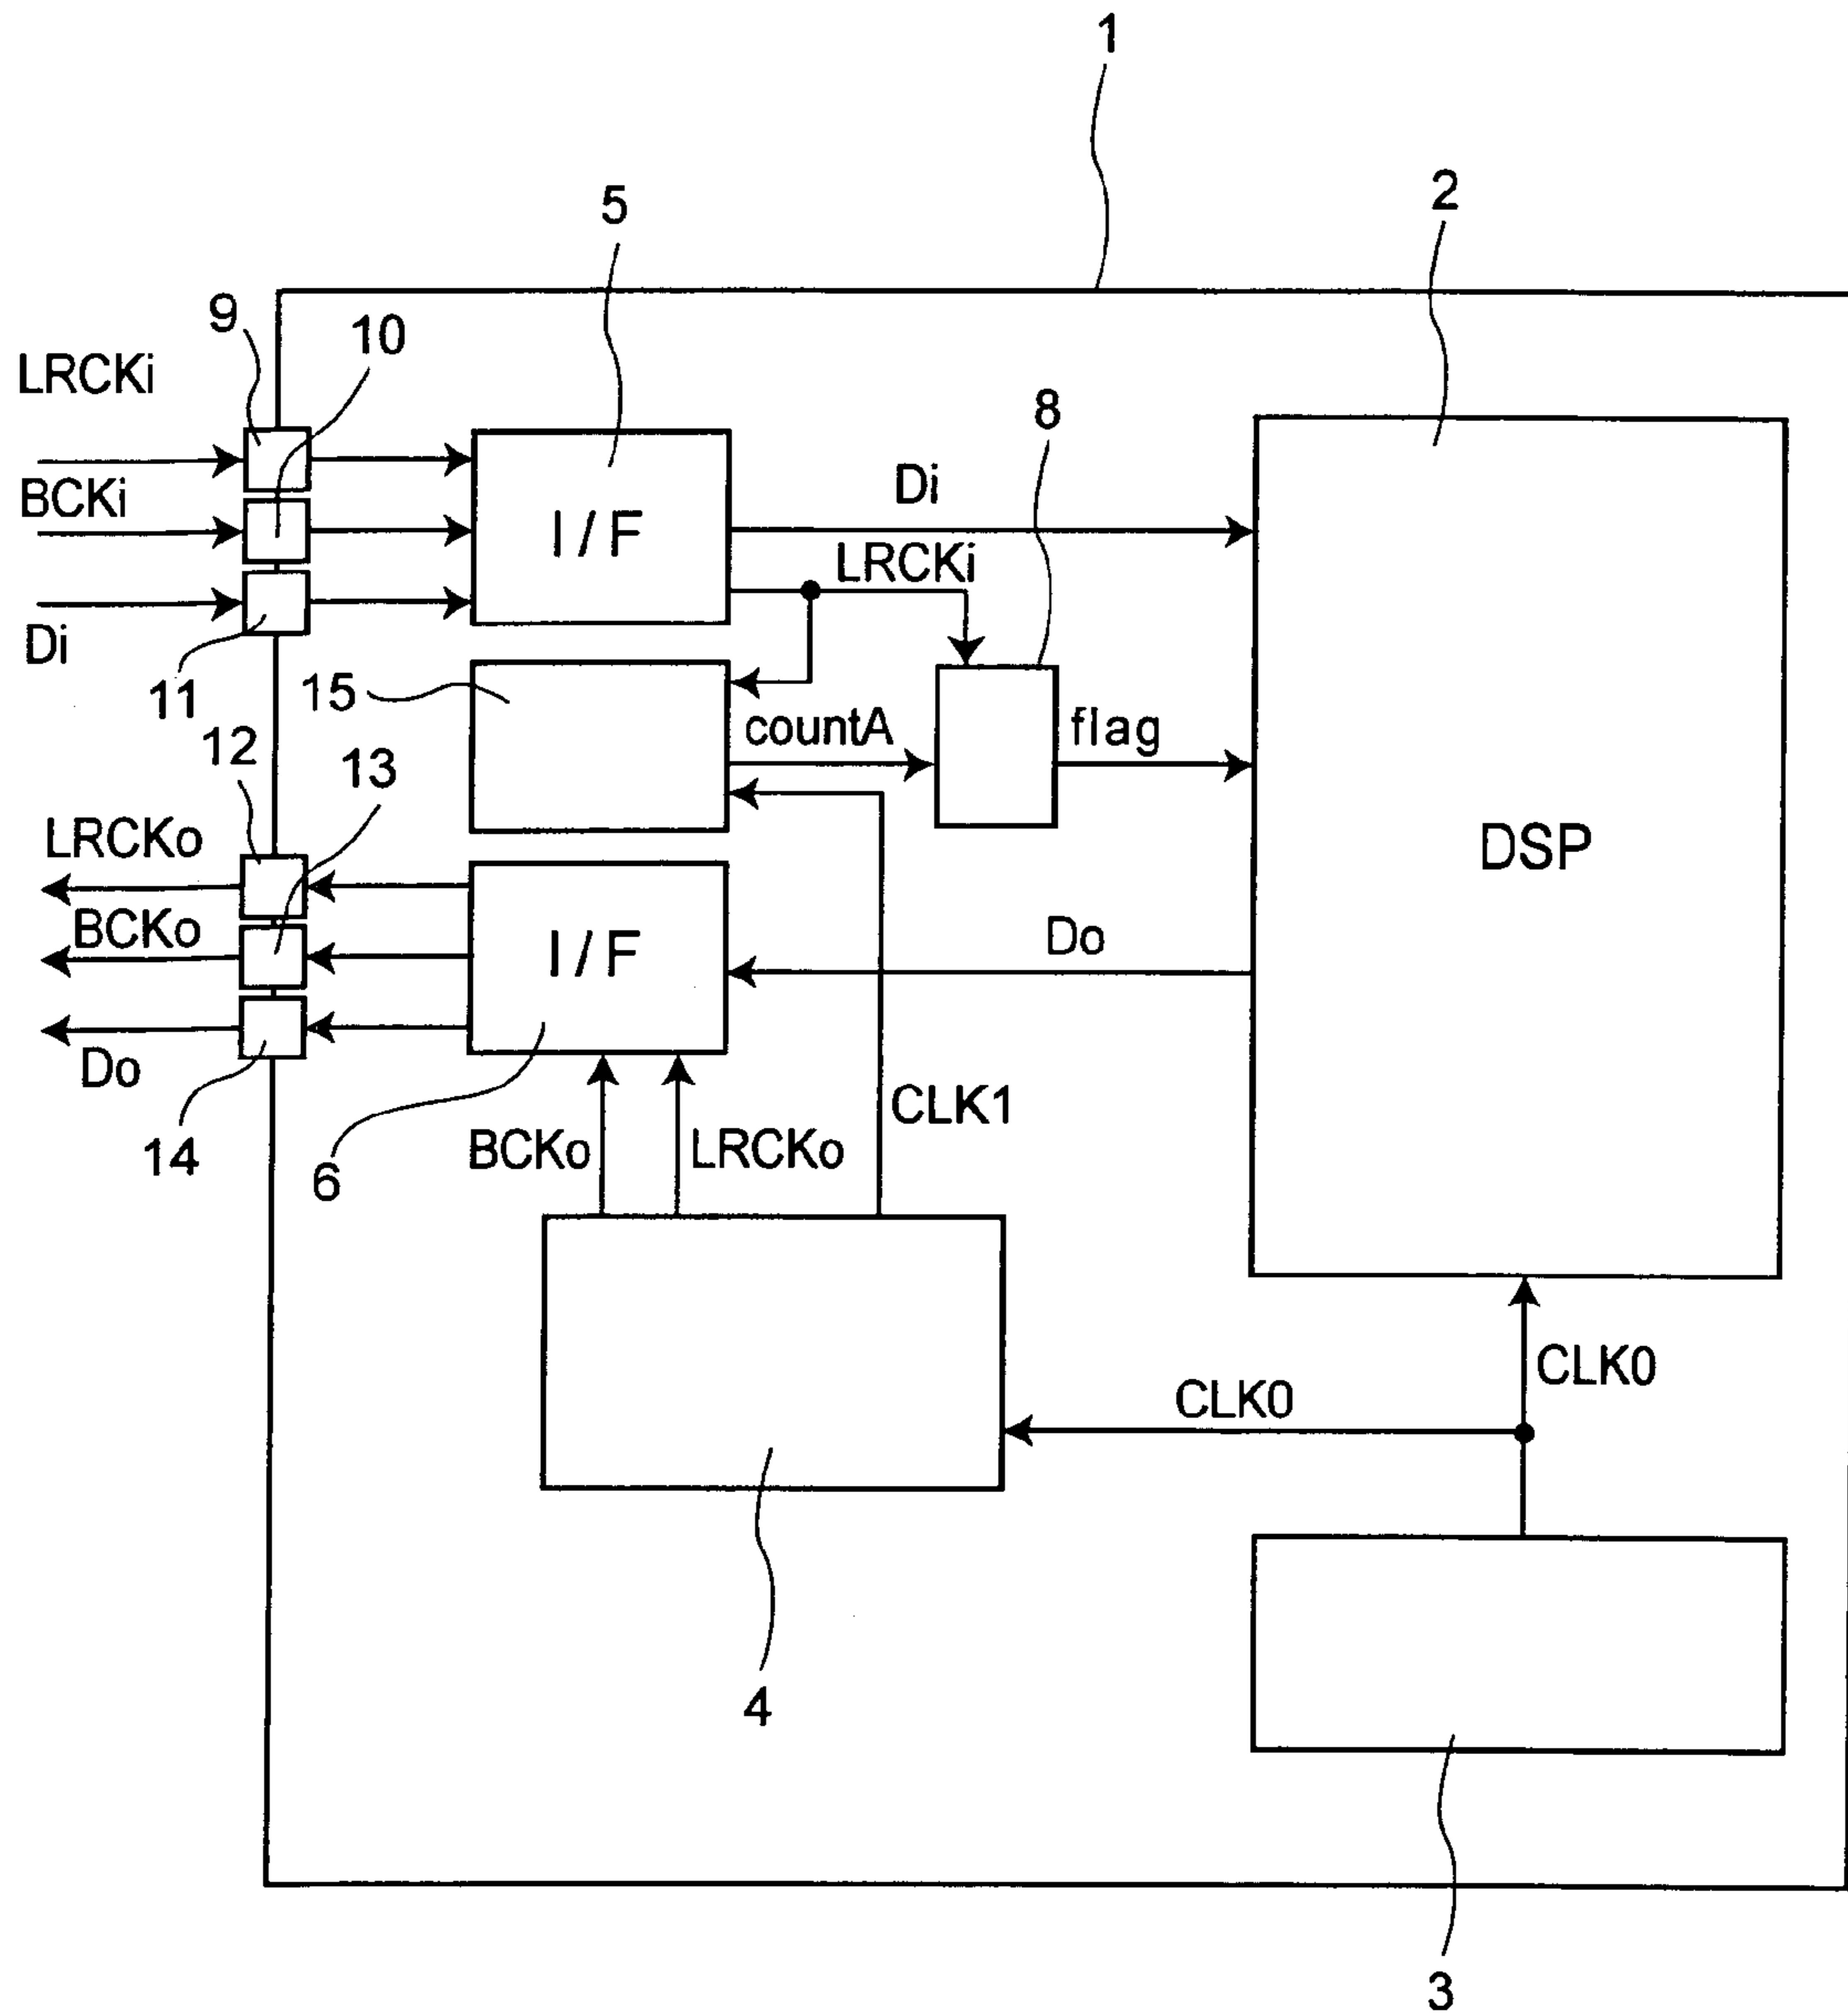 1
5
2
9
10
LRCKi
8
BCKi
I / F
Di
LRCKi
Di
11
15
countA
flag
12
13
LRCKo
DSP
BCKo
I / F
Do
Do
14
6
BCKo
LRCKo
CLK1
CLK0
CLK0
4
3